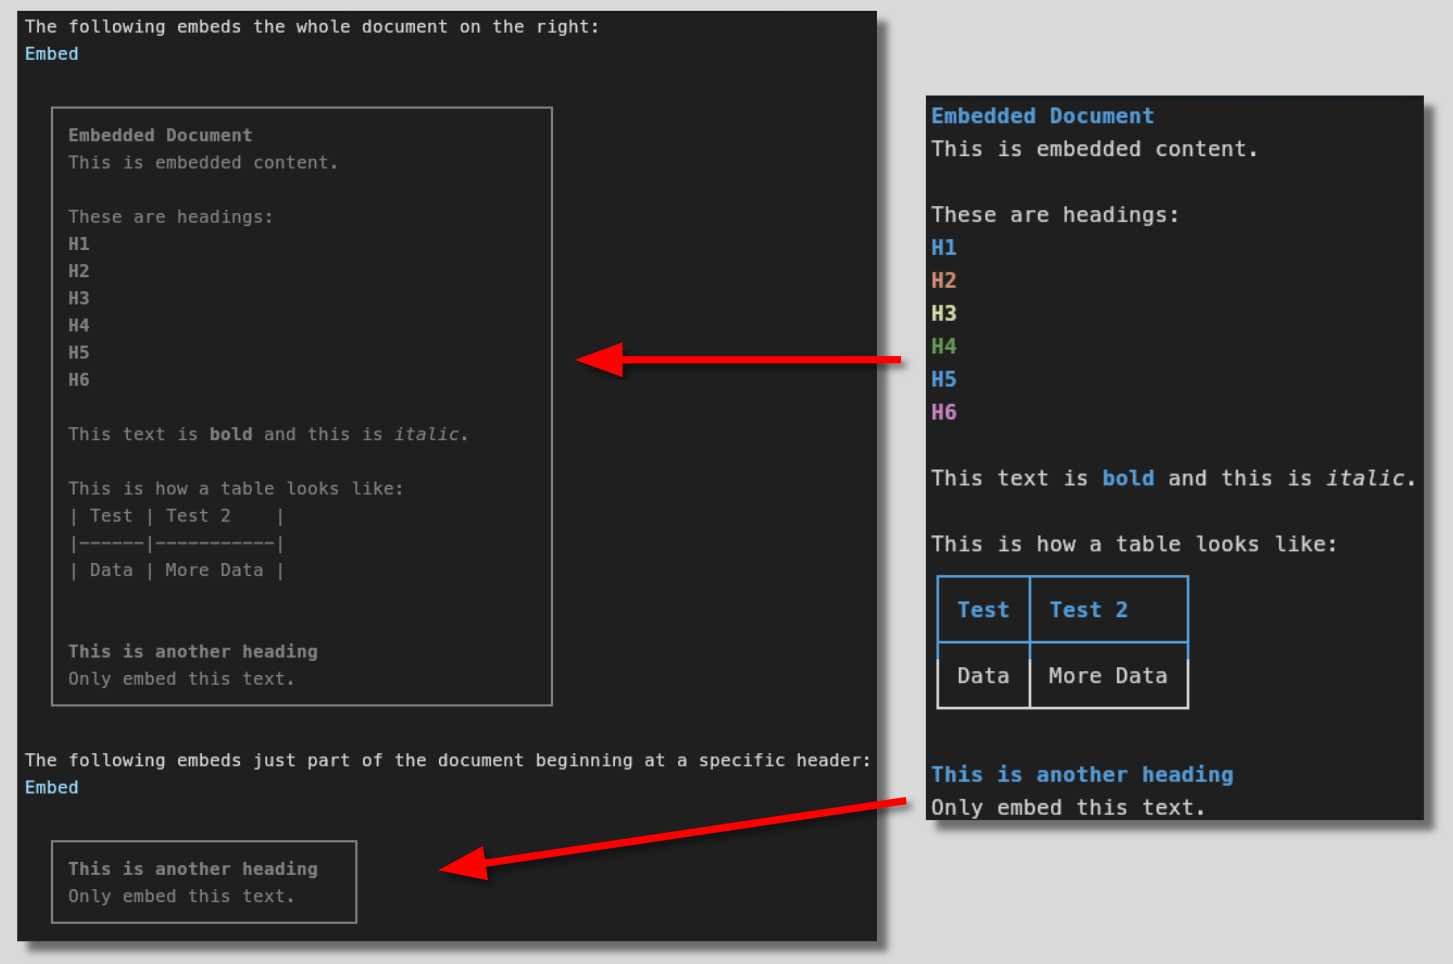 The following embeds the whole document on the right:
Embed
Embedded Document
This is embedded content.
These are headings:
H1
H2
H3
H4
H5
H6
This text is bold and this is italic.
This is how a table looks like:
| Test | Test 2    |
|------|-----------|
| Data | More Data |
This is another heading
Only embed this text.
The following embeds just part of the document beginning at a specific header:
Embed
This is another heading
Only embed this text.
Embedded Document
This is embedded content.
These are headings:
H1
H2
H3
H4
H5
H6
This text is bold and this is italic.
This is how a table looks like:
Test Test 2
Data More Data
This is another heading
Only embed this text.